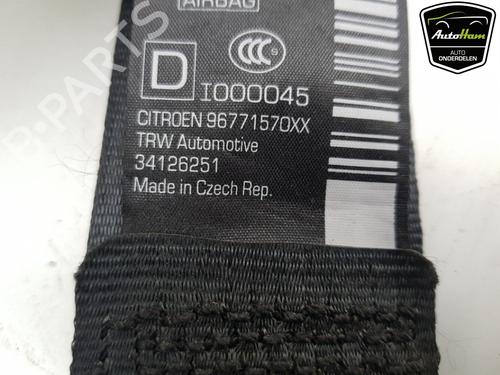 AIRBAG
CCC S
D
I000045
CITROEN 96771570XX
TRW Automotive
34126251
Made in Czech Rep.
AutoHam
AUTO
ONDERDELEN
B-PARTS